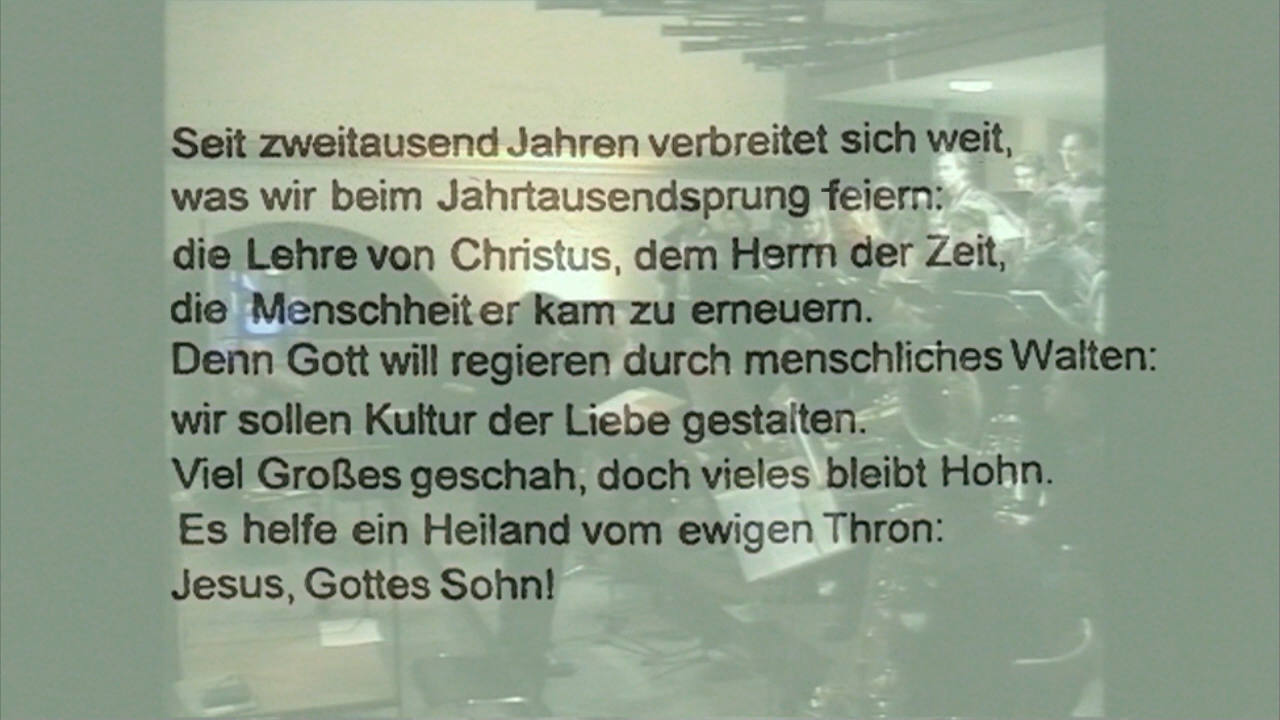 Seit zweitausend Jahren verbreitet sich weit,
was wir beim Jahrtausendsprung feiern:
die Lehre von Christus, dem Herrn der Zeit,
die Menschheit er kam zu erneuern.
Denn Gott will regieren durch menschliches Walten:
wir sollen Kultur der Liebe gestalten.
Viel Großes geschah, doch vieles bleibt Hohn.
Es helfe ein Heiland vom ewigen Thron:
Jesus, Gottes Sohn!